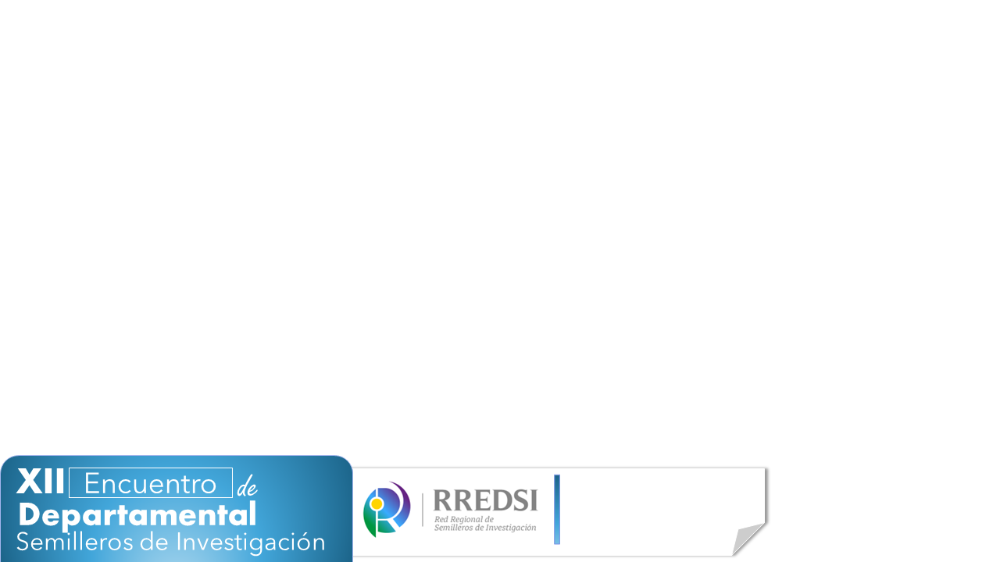 XII Encuentro de
Departamental
Semilleros de Investigación
RREDSI
Red Regional de
Semilleros de Investigación